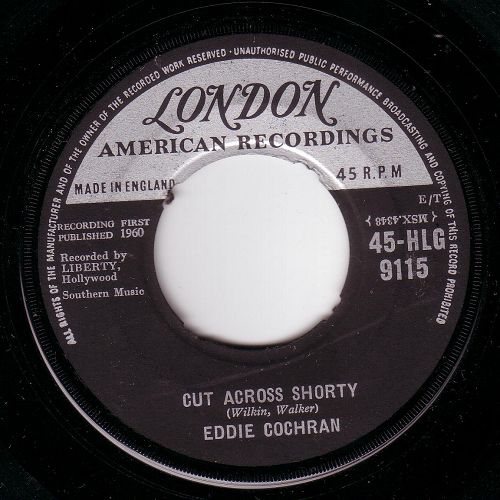 ALL RIGHTS OF THE MANUFACTURER AND OF THE OWNER OF THE RECORDED WORK RESERVED · UNAUTHORISED PUBLIC PERFORMANCE BROADCASTING AND COPYING OF THIS RECORD PROHIBITED
LONDON
AMERICAN RECORDINGS
MADE IN ENGLAND
45 R.P.M
E/T
RECORDING FIRST
PUBLISHED 1960
(MSX.4348)
Recorded by
LIBERTY,
Hollywood
45-HLG
9115
Southern Music
CUT ACROSS SHORTY
(Wilkin, Walker)
EDDIE COCHRAN